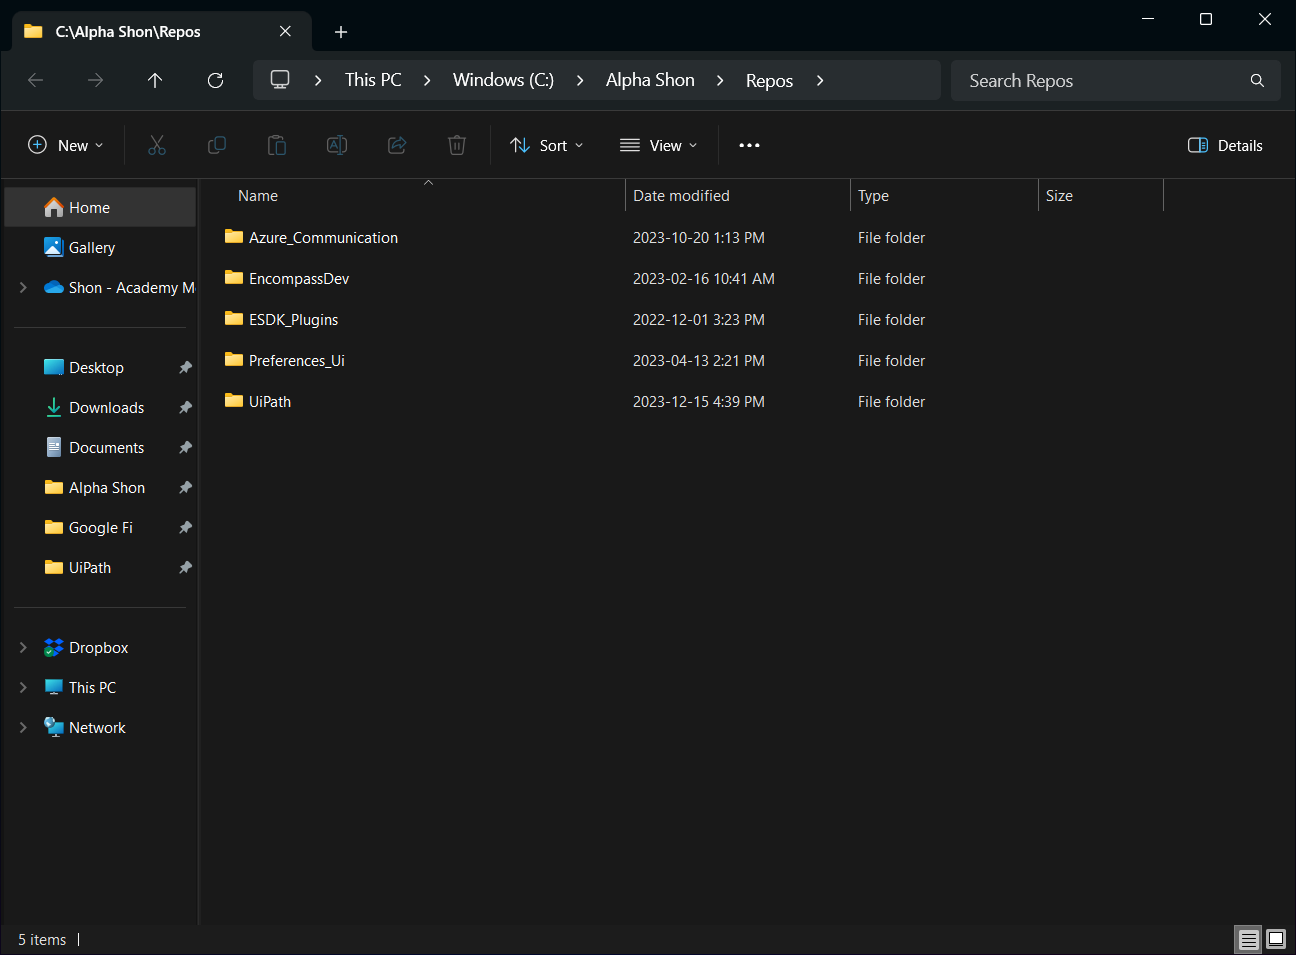 C:\Alpha Shon\Repos
This PC > Windows (C:) > Alpha Shon > Repos >
Search Repos
New
Sort
View
Details
Name Date modified Type Size
Home
Gallery
Shon - Academy M
Desktop
Downloads
Documents
Alpha Shon
Google Fi
UiPath
Dropbox
This PC
Network
Azure_Communication 2023-10-20 1:13 PM File folder
EncompassDev 2023-02-16 10:41 AM File folder
ESDK_Plugins 2022-12-01 3:23 PM File folder
Preferences_Ui 2023-04-13 2:21 PM File folder
UiPath 2023-12-15 4:39 PM File folder
5 items